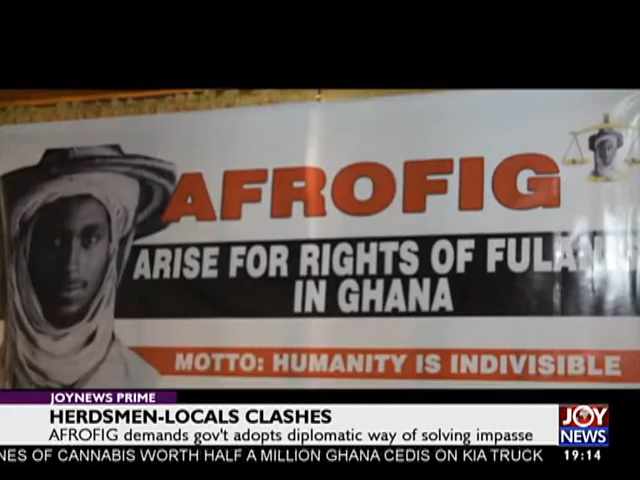 AFROFIG
ARISE FOR RIGHTS OF
IN GHANA
MOTTO: HUMANITY IS INDIVISIBLE
JOYNEWS PRIME
HERDSMEN-LOCALS CLASHES
AFROFIG demands gov't adopts diplomatic way of solving impasse
JOY
NEWS
OF CANNABIS WORTH HALF A MILLION GHANA CEDIS ON KIA TRUCK
19:14